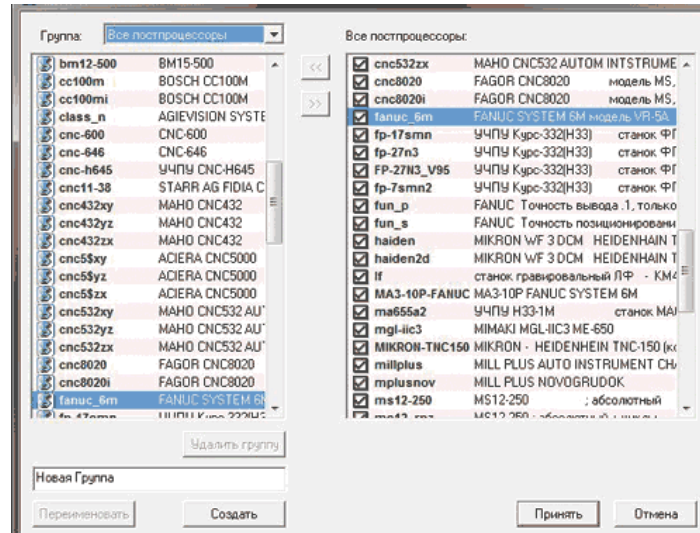 Группа: Все постпроцессоры
Все постпроцессоры:
bm12-500 BM15-500
cc100m BOSCH CC100M
cc100mi BOSCH CC100M
class_n AGIEVISION SYSTE
cnc-600 CNC-600
cnc-646 CNC-646
cnc-h645 УЧПУ CNC-H645
cnc11-38 STARR AG FIDIA C
cnc432xy MAHO CNC432
cnc432yz MAHO CNC432
cnc432zx MAHO CNC432
cnc5$xy ACIERA CNC5000
cnc5$yz ACIERA CNC5000
cnc5$zx ACIERA CNC5000
cnc532xy MAHO CNC532 AU
cnc532yz MAHO CNC532 AU
cnc532zx MAHO CNC532 AU
cnc8020 FAGOR CNC8020
cnc8020i FAGOR CNC8020
fanuc_6m FANUC SYSTEM 6M
<<
>>
cnc532zx MAHO CNC532 AUTOM INTSTRUME
cnc8020 FAGOR CNC8020 модель MS,
cnc8020i FAGOR CNC8020 модель MS,
fanuc_6m FANUC SYSTEM 6M модель VR-5A
fp-17smn УЧПУ Курс-332(Н33) станок ФП
fp-27n3 УЧПУ Курс-332(Н33) станок ФП
FP-27N3_V95 УЧПУ Курс-332(Н33) станок ФП
fp-7smn2 УЧПУ Курс-332(Н33) станок ФП
fun_p FANUC Точность вывода .1, только
fun_s FANUC Точность позиционировани
haiden MIKRON WF 3 DCM HEIDENHAIN T
haiden2d MIKRON WF 3 DCM HEIDENHAIN T
lf станок гравировальный ЛФ - КМ4
MA3-10P-FANUC MA3-10P FANUC SYSTEM 6M
ma655a2 УЧПУ Н33-1М станок МА
mgl-iic3 MIMAKI MGL-IIC3 ME-650
MIKRON-TNC150 MIKRON - HEIDENHEIN TNC-150 (ко
millplus MILL PLUS AUTO INSTRUMENT CH
mplusnov MILL PLUS NOVOGRUDOK
ms12-250 MS12-250 ; абсолютный
Удалить группу
Новая Группа
Переименовать Создать Принять Отмена